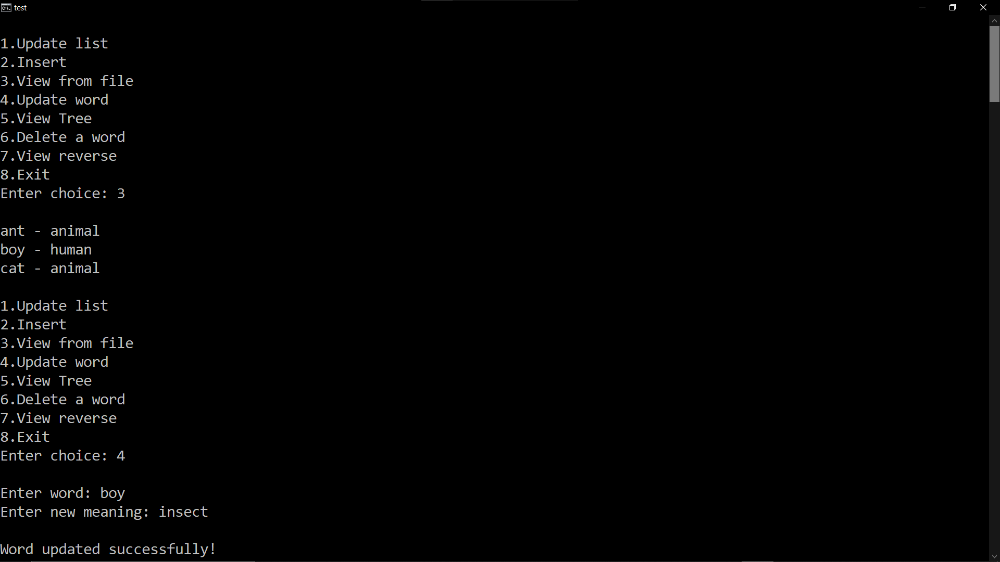 test
1.Update list
2.Insert
3.View from file
4.Update word
5.View Tree
6.Delete a word
7.View reverse
8.Exit
Enter choice: 3
ant - animal
boy - human
cat - animal
1.Update list
2.Insert
3.View from file
4.Update word
5.View Tree
6.Delete a word
7.View reverse
8.Exit
Enter choice: 4
Enter word: boy
Enter new meaning: insect
Word updated successfully!